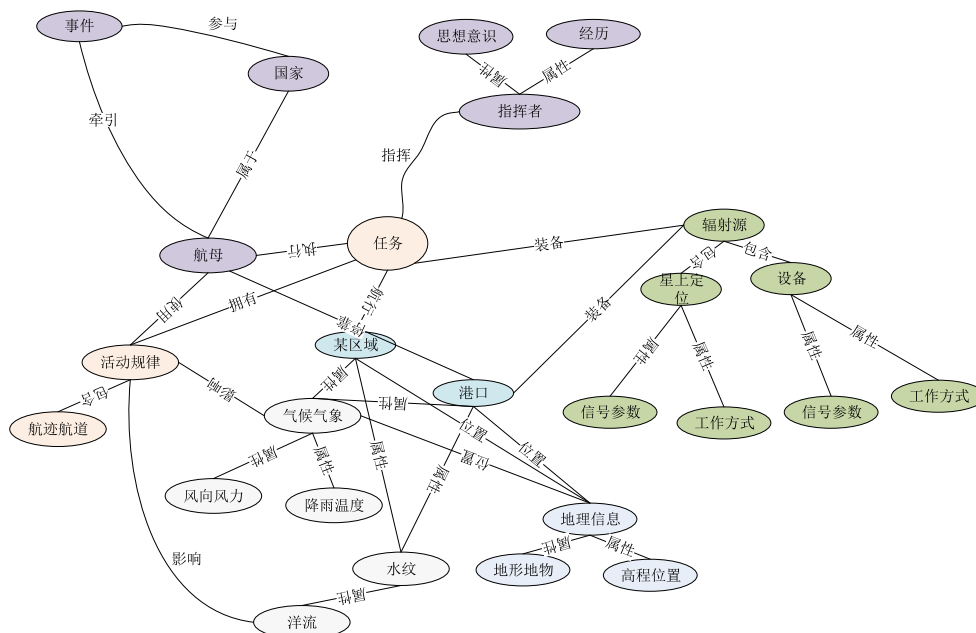 事件
参与
思想意识
经历
国家
属性
属性
指挥者
牵引
指挥
属于
辐射源
任务
执行
装备
包含
包含
航母
星上定
位
设备
航行
使用
拥有
停靠
装备
某区域
属性
属性
属性
属性
活动规律
属性
影响
包含
港口
工作方式
气候气象
属性
信号参数
信号参数
工作方式
航迹航道
位置
位置
位置
属性
属性
属性
属性
风向风力
降雨温度
地理信息
属性
属性
影响
水纹
地形地物
高程位置
属性
洋流